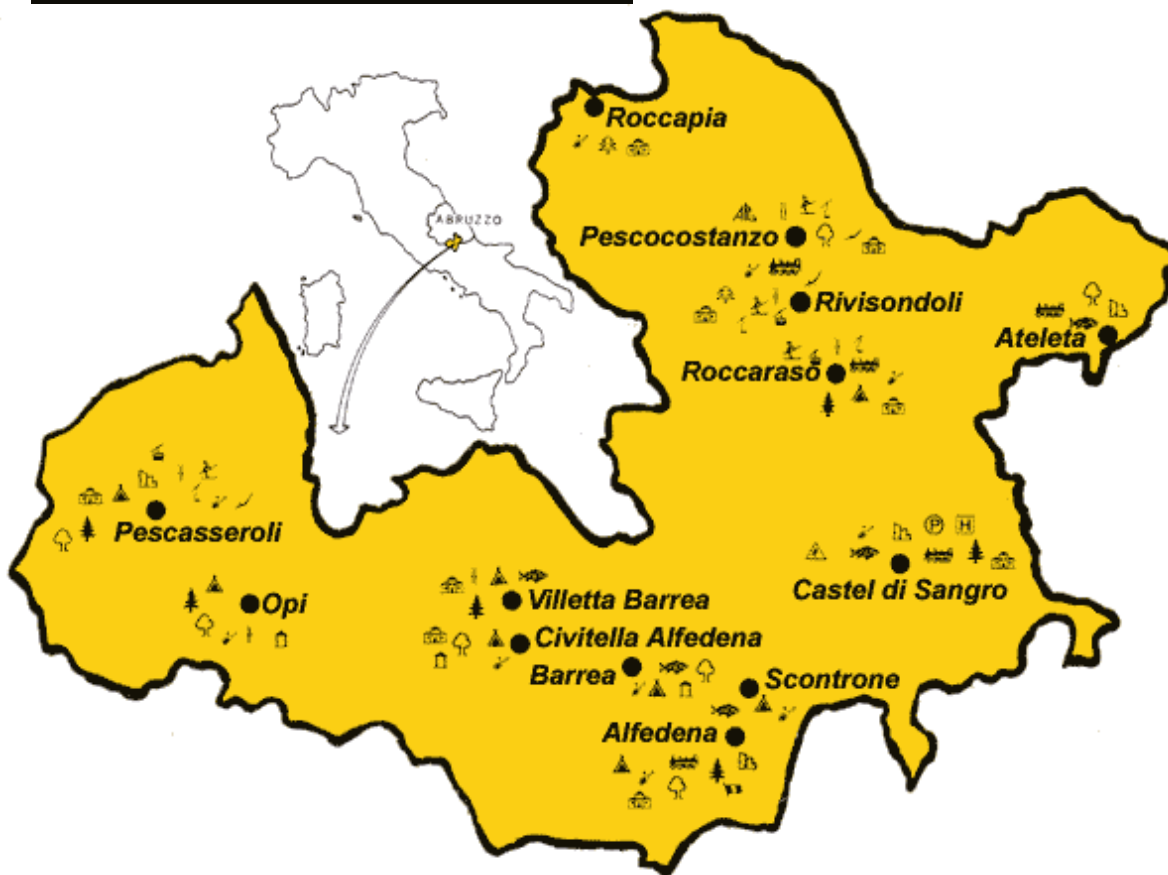 Roccapia
ABRUZZO
Pescocostanzo
Rivisondoli
Ateleta
Roccaraso
Pescasseroli
P H
Castel di Sangro
Opi
Villetta Barrea
Civitella Alfedena
Barrea
Scontrone
Alfedena